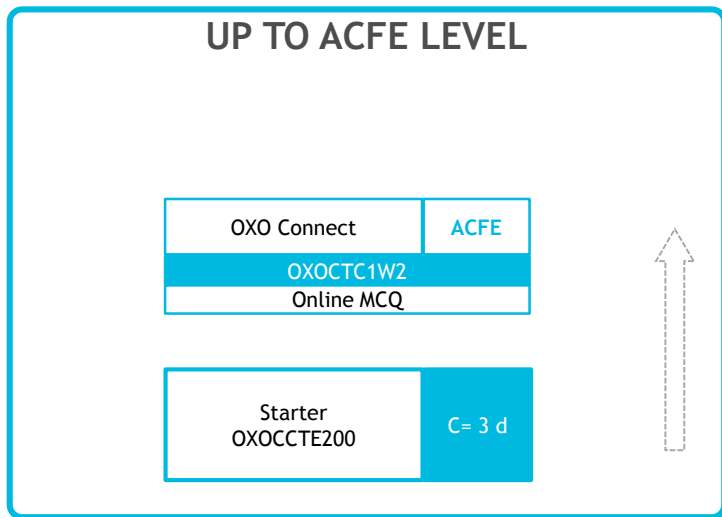 UP TO ACFE LEVEL
OXO Connect
ACFE
OXOCTC1W2
Online MCQ
Starter
OXOCCTE200
C= 3 d